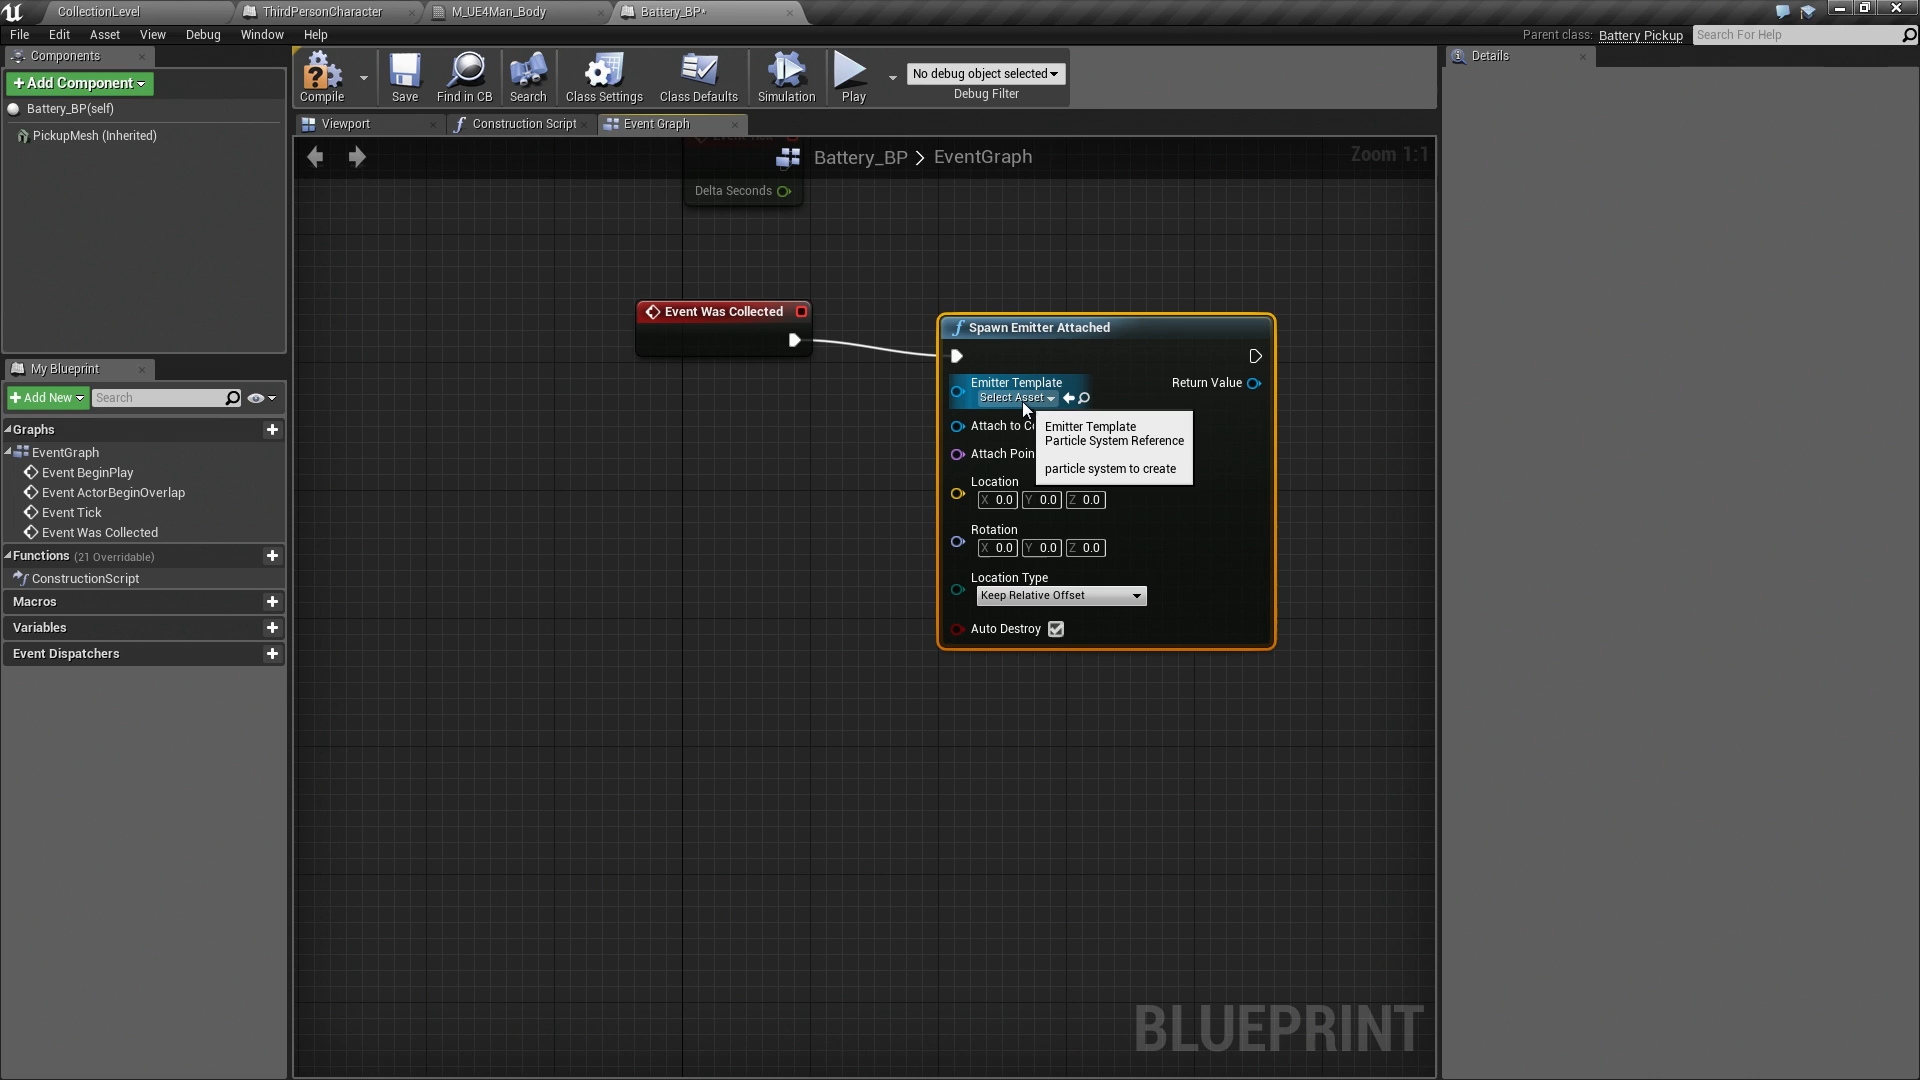 CollectionLevel
ThirdPersonCharacter
M_UE4Man_Body
Battery_BP*
File Edit Asset View Debug Window Help
Parent class: Battery Pickup
Search For Help
Components
+Add Component
Battery_BP(self)
PickupMesh (Inherited)
Compile
Save
Find in CB
Search
Class Settings
Class Defaults
Simulation
Play
No debug object selected
Debug Filter
Details
Viewport
Construction Script
Event Graph
Battery_BP > EventGraph
Zoom 1:1
Delta Seconds
Event Was Collected
Spawn Emitter Attached
Emitter Template
Select Asset
Return Value
Attach to Co
Attach Poin
Emitter Template
Particle System Reference
particle system to create
Location
X 0.0 Y 0.0 Z 0.0
Rotation
X 0.0 Y 0.0 Z 0.0
Location Type
Keep Relative Offset
Auto Destroy
My Blueprint
+Add New
Search
Graphs
EventGraph
Event BeginPlay
Event ActorBeginOverlap
Event Tick
Event Was Collected
Functions (21 Overridable)
ConstructionScript
Macros
Variables
Event Dispatchers
BLUEPRINT